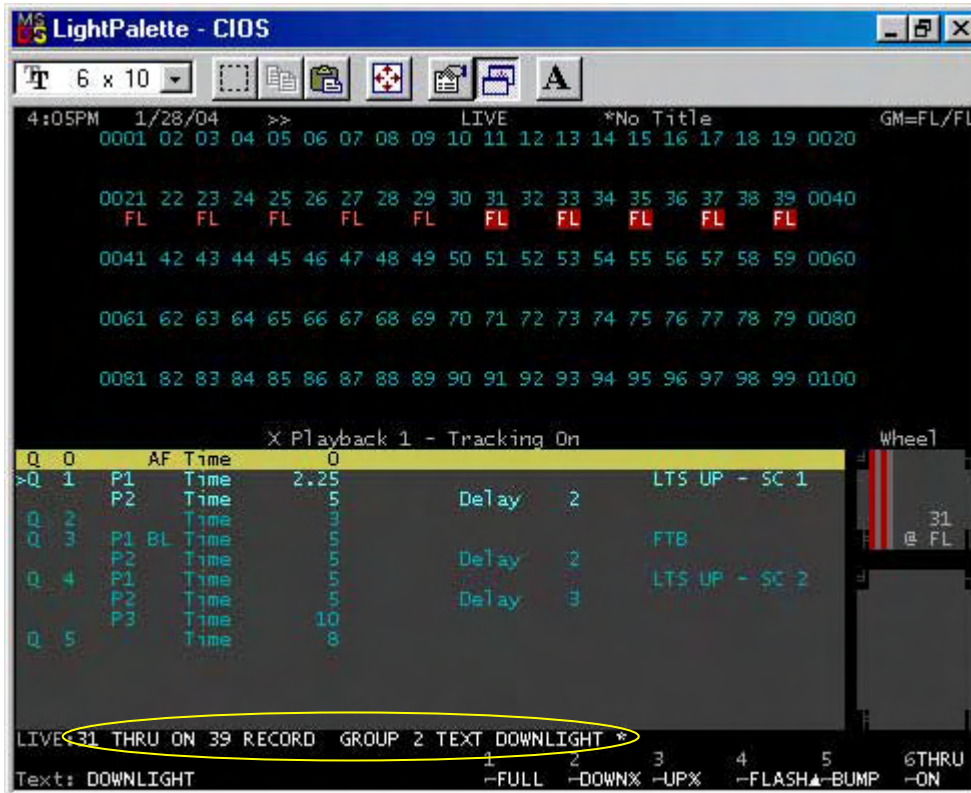 MS DS LightPalette - CIOS
Tr 6 x 10 A
4:05PM 1/28/04 >> LIVE *No Title GM=FL/FL
0001 02 03 04 05 06 07 08 09 10 11 12 13 14 15 16 17 18 19 0020
0021 22 23 24 25 26 27 28 29 30 31 32 33 34 35 36 37 38 39 0040
FL FL FL FL FL FL FL FL FL FL
0041 42 43 44 45 46 47 48 49 50 51 52 53 54 55 56 57 58 59 0060
0061 62 63 64 65 66 67 68 69 70 71 72 73 74 75 76 77 78 79 0080
0081 82 83 84 85 86 87 88 89 90 91 92 93 94 95 96 97 98 99 0100
X Playback 1 - Tracking On Wheel
Q 0 AF Time 0
>Q 1 P1 Time 2.25 LTS UP - SC 1
P2 Time 5 Delay 2
Q 2 Time 3 31
Q 3 P1 BL Time 5 FTB @ FL
P2 Time 5 Delay 2
Q 4 P1 Time 5 LTS UP - SC 2
P2 Time 5 Delay 3
P3 Time 10
Q 5 Time 8
LIVE:31 THRU ON 39 RECORD GROUP 2 TEXT DOWNLIGHT *
1 2 3 4 5 6THRU
Text: DOWNLIGHT ⌐FULL ⌐DOWN% ⌐UP% ⌐FLASH▲⌐BUMP ⌐ON